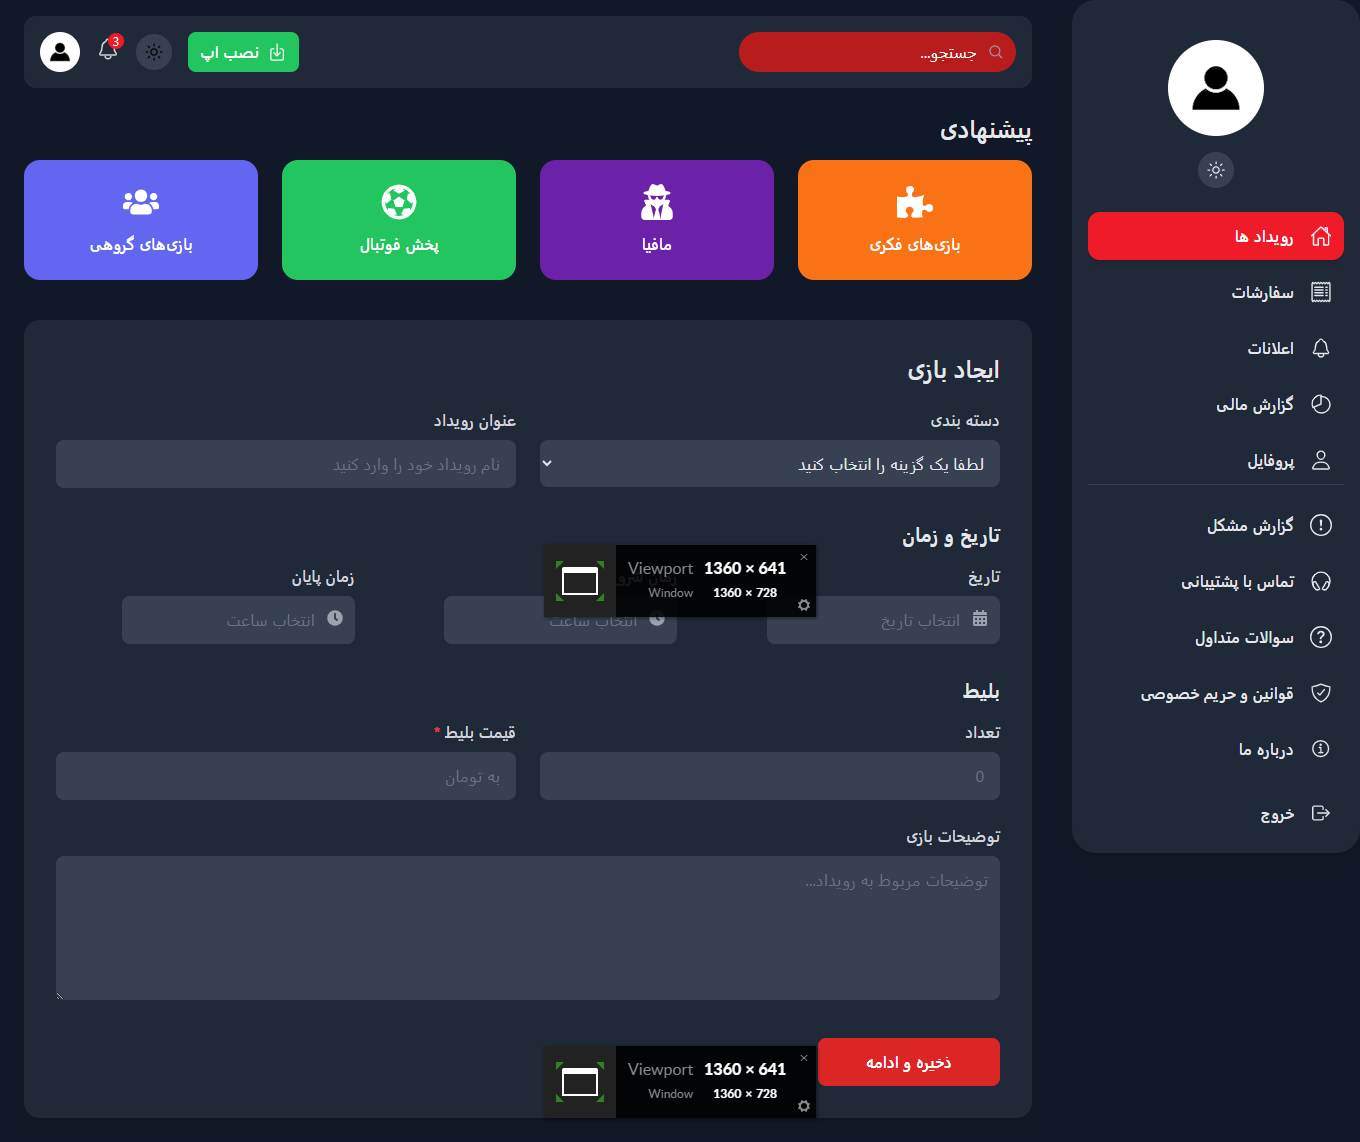 جستجو...
نصب اپ
3
پیشنهادی
بازی‌های فکری
مافیا
پخش فوتبال
بازی‌های گروهی
ایجاد بازی
دسته بندی
عنوان رویداد
لطفا یک گزینه را انتخاب کنید
نام رویداد خود را وارد کنید
تاریخ و زمان
تاریخ
زمان
زمان پایان
انتخاب تاریخ
انتخاب ساعت
انتخاب ساعت
Viewport 1360 × 641
Window 1360 × 728
بلیط
تعداد
قیمت بلیط *
0
به تومان
توضیحات بازی
توضیحات مربوط به رویداد...
ذخیره و ادامه
Viewport 1360 × 641
Window 1360 × 728
رویداد ها
سفارشات
اعلانات
گزارش مالی
پروفایل
گزارش مشکل
تماس با پشتیبانی
سوالات متداول
قوانین و حریم خصوصی
درباره ما
خروج